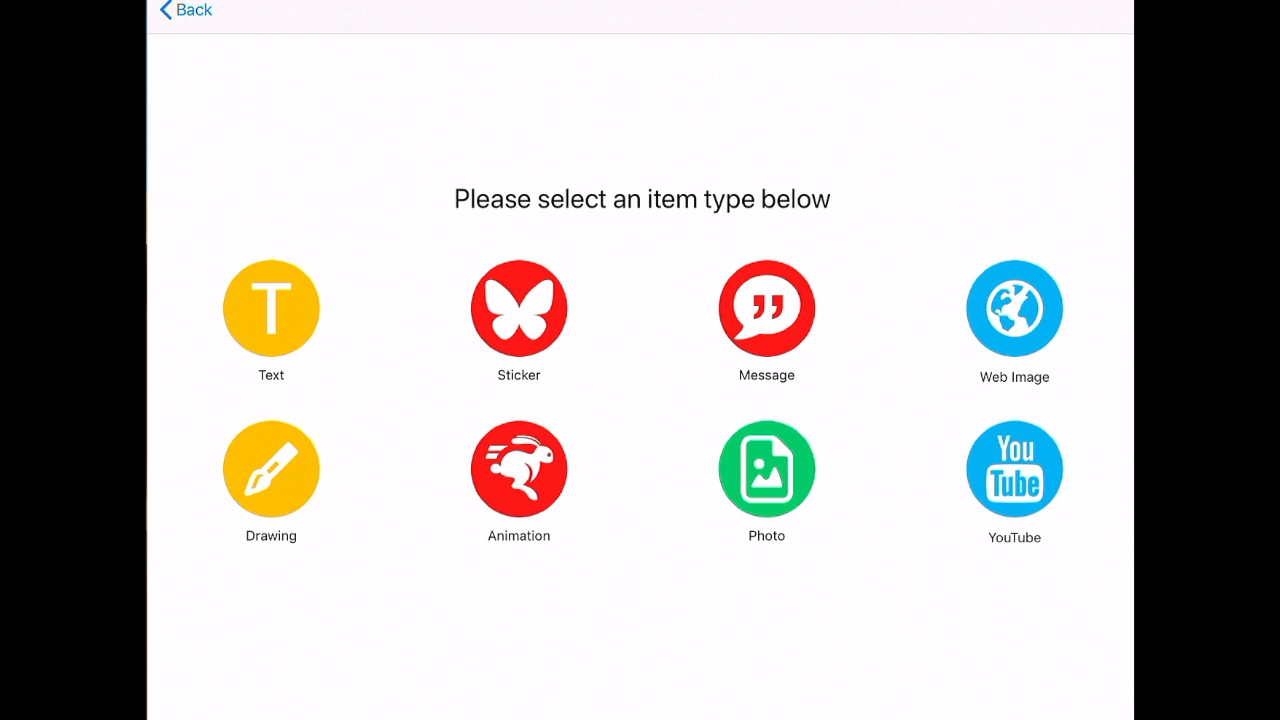 Back
Please select an item type below
T
Text
Sticker
Message
Web Image
Drawing
Animation
Photo
You
Tube
YouTube